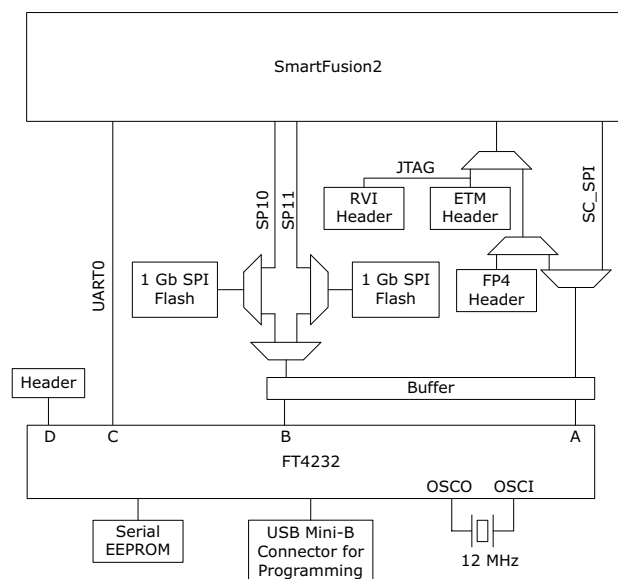 SmartFusion2
JTAG
RVI
Header
ETM
Header
SC_SPI
SP10
SP11
UART0
1 Gb SPI
Flash
1 Gb SPI
Flash
FP4
Header
Header
Buffer
D
C
B
A
FT4232
OSCO
OSCI
Serial
EEPROM
USB Mini-B
Connector for
Programming
12 MHz